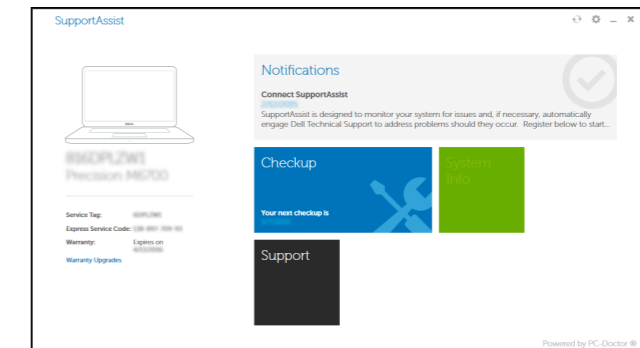 SupportAssist
Notifications
Connect SupportAssist
SupportAssist is designed to monitor your system for issues and, if necessary, automatically
engage Dell Technical Support to address problems should they occur. Register below to start...
Precision M6700
Checkup
System
Info
Your next checkup is
Service Tag:
Express Service Code:
Warranty: Expires on
Warranty Upgrades
Support
Powered by PC-Doctor ®